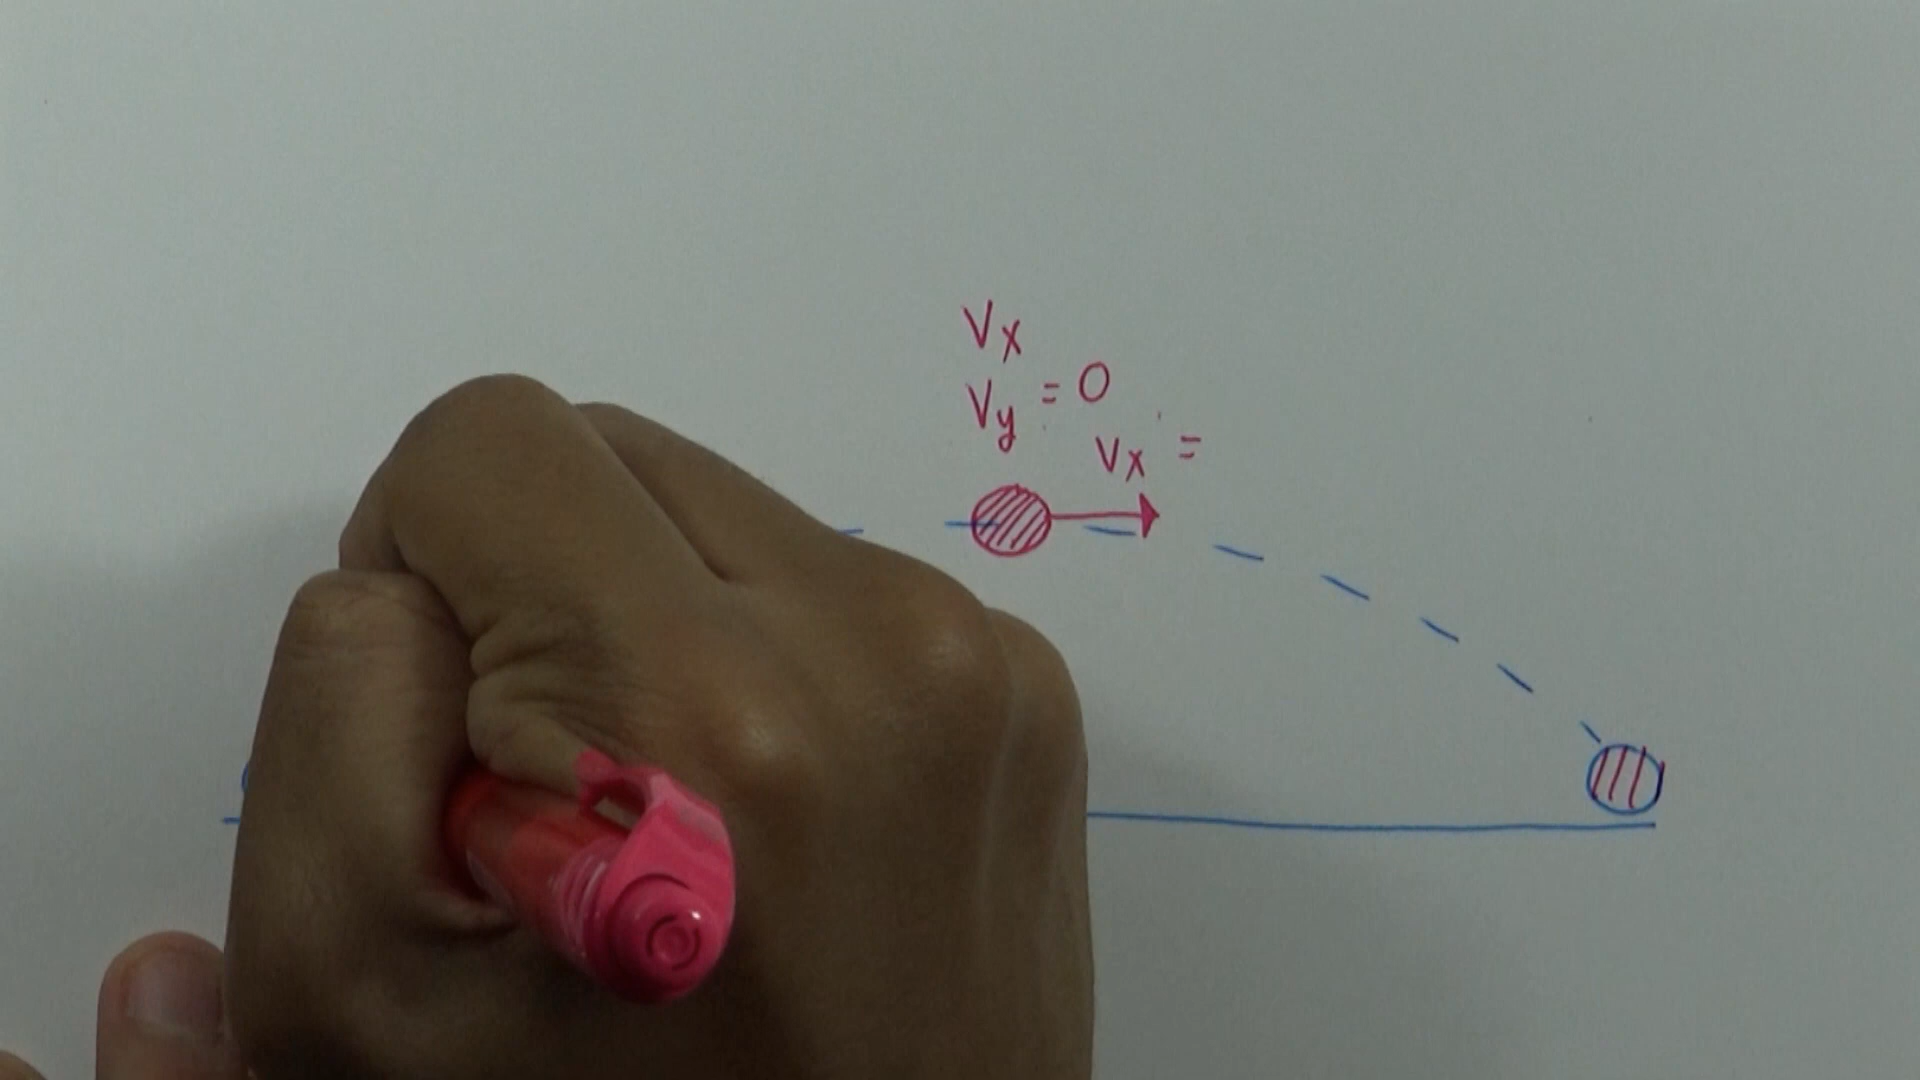 Vx
Vy = 0
Vx =